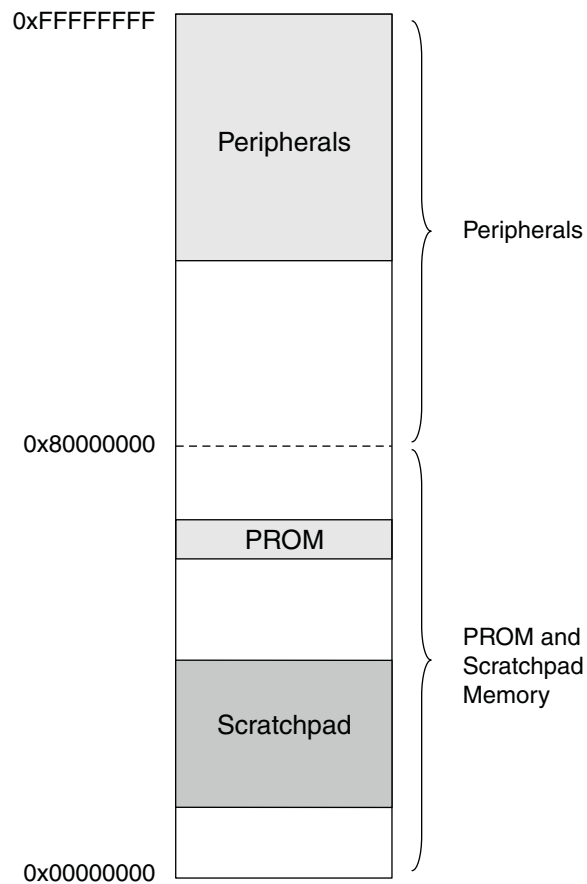 0xFFFFFFFF
Peripherals
Peripherals
0x80000000
PROM
PROM and
Scratchpad
Memory
Scratchpad
0x00000000